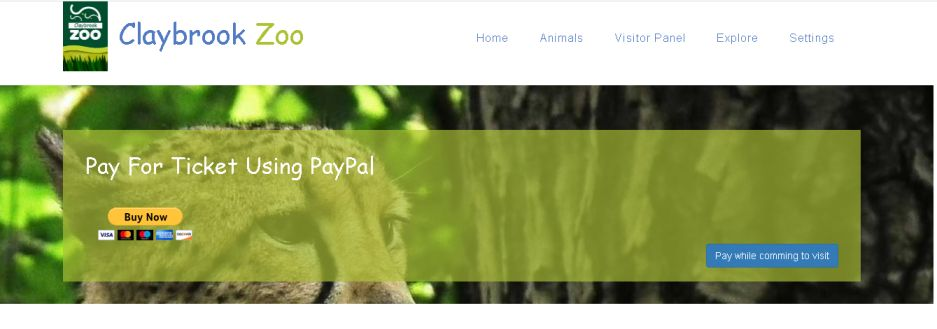 Claybrook
ZOO
Claybrook Zoo
Home Animals Visitor Panel Explore Settings
Pay For Ticket Using PayPal
Buy Now
VISA
Pay while comming to visit